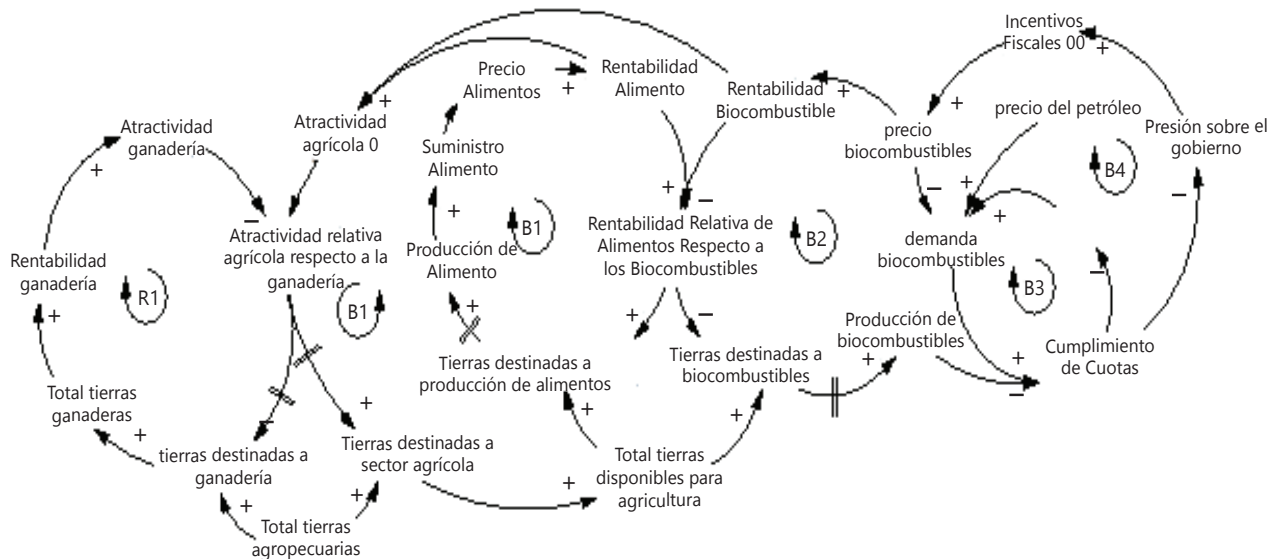 Incentivos
Fiscales 00
Precio
Alimentos
+
Rentabilidad
Alimento
Rentabilidad
Biocombustible
+
+
precio del petróleo
+
precio
biocombustibles
Presión sobre el
gobierno
Atractividad
ganadería
+
Atractividad
agrícola 0
+
Suministro
Alimento
+
B4
+
–
+
–
–
–
+
+
Rentabilidad
ganadería
Atractividad relativa
agrícola respecto a la
ganadería
Producción de
Alimento
B1
Rentabilidad Relativa de
Alimentos Respecto a
los Biocombustibles
B2
demanda
biocombustibles
R1
B1
–
B3
+
+
+
–
Producción de
biocombustibles
Tierras destinadas a
producción de alimentos
Tierras destinadas a
biocombustibles
+
+
–
Cumplimiento
de Cuotas
Total tierras
ganaderas
+
–
+
+
+
tierras destinadas a
ganadería
Tierras destinadas a
sector agrícola
Total tierras
disponibles para
agricultura
+
+
+
Total tierras
agropecuarias